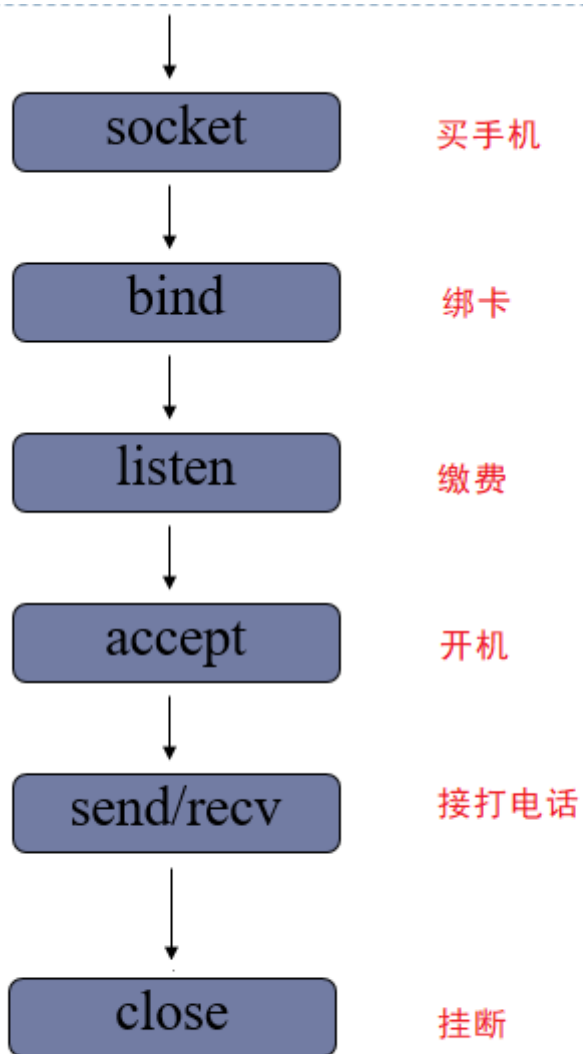 socket
买手机
bind
绑卡
listen
缴费
accept
开机
send/recv
接打电话
close
挂断